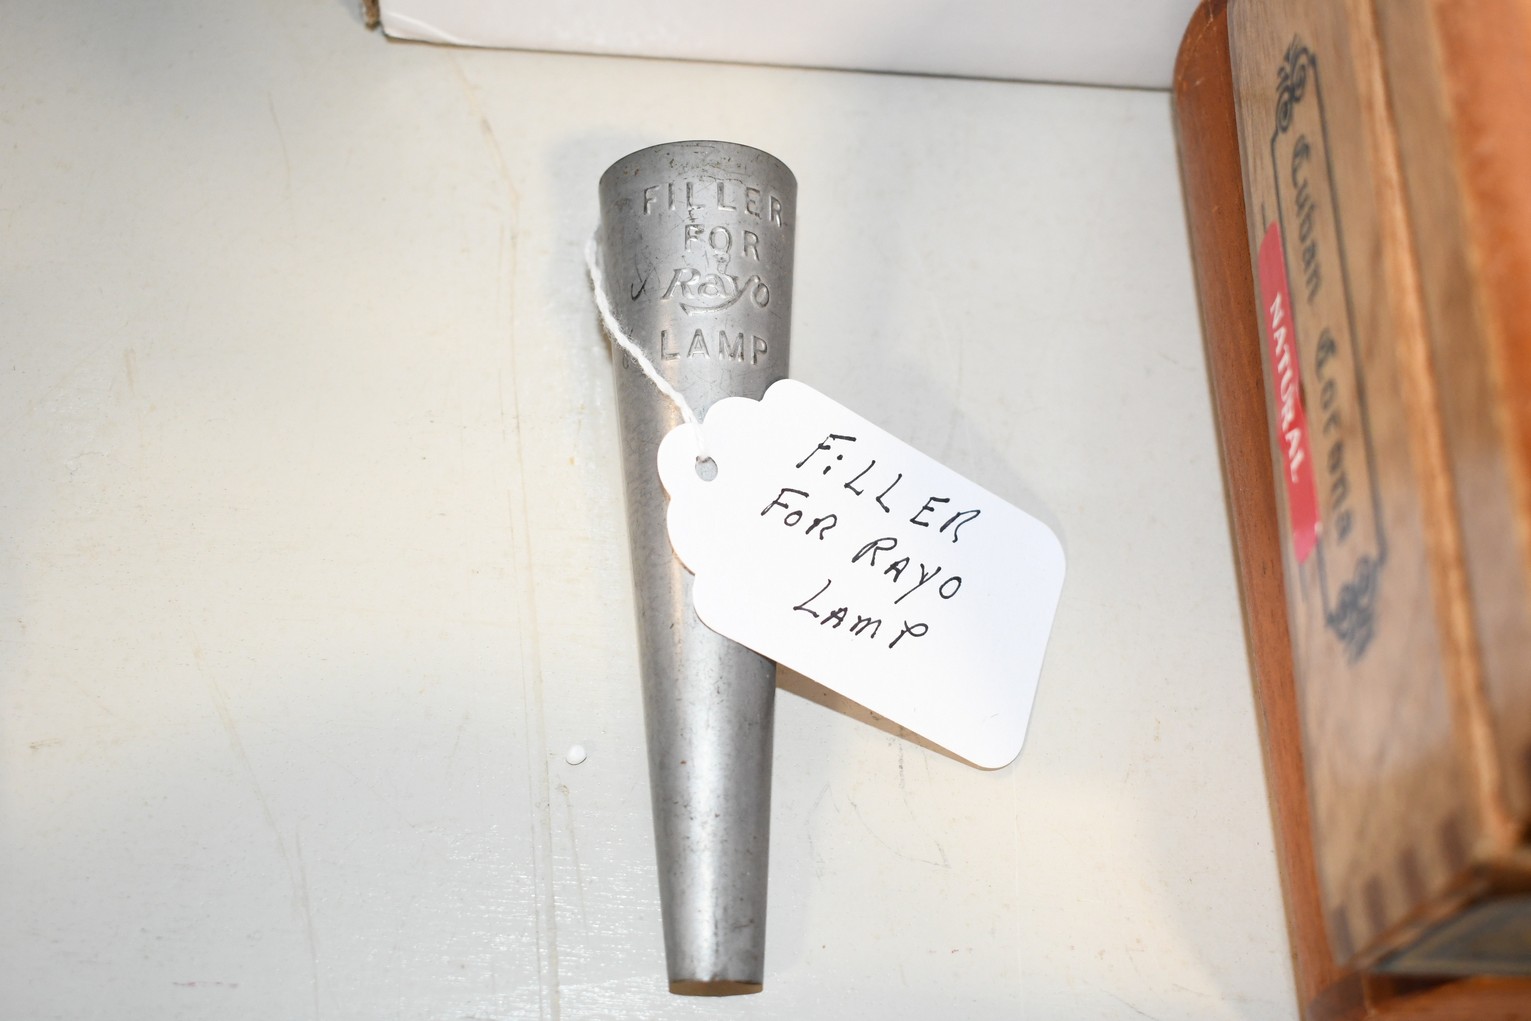 FILLER
FOR
Rayo
LAMP
FiLLER
FOR RAYO
LAMP
Cuban Corona
NATURAL